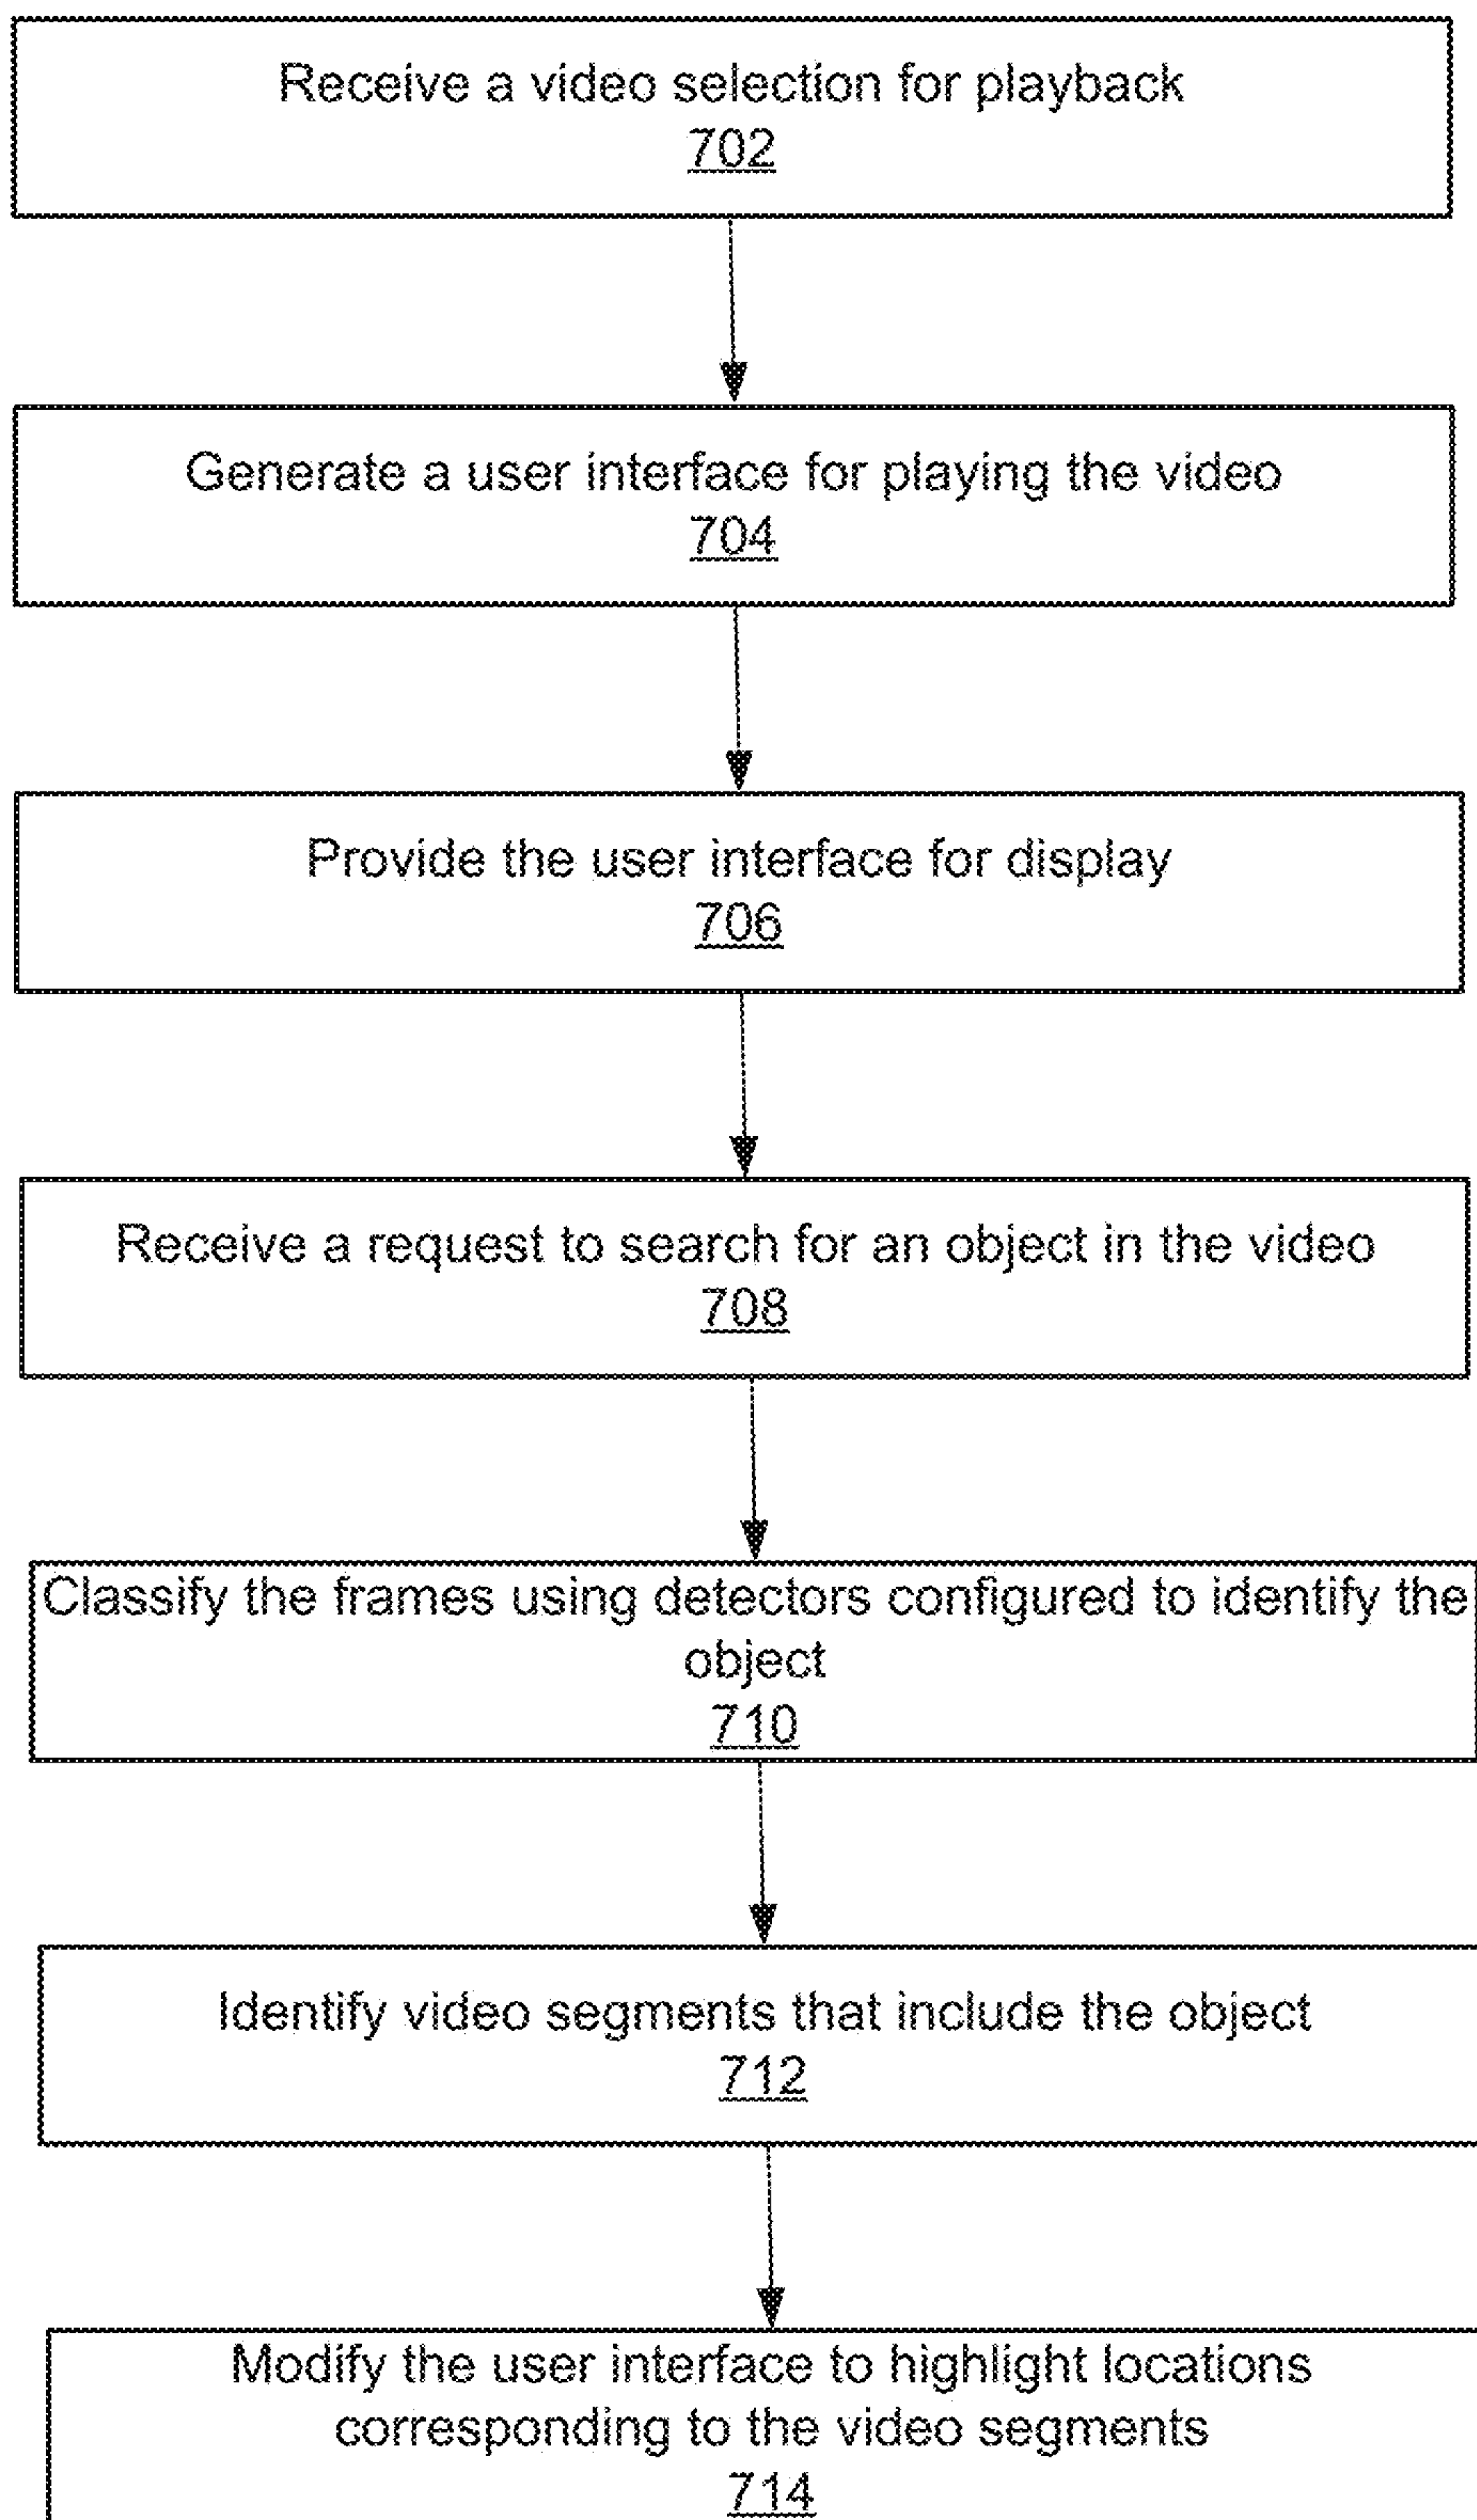 Receive a video selection for playback
702
Generate a user interface for playing the video
704
Provide the user interface for display
706
Receive a request to search for an object in the video
708
Classify the frames using detectors configured to identify the
object
710
Identify video segments that include the object
712
Modify the user interface to highlight locations
corresponding to the video segments
714